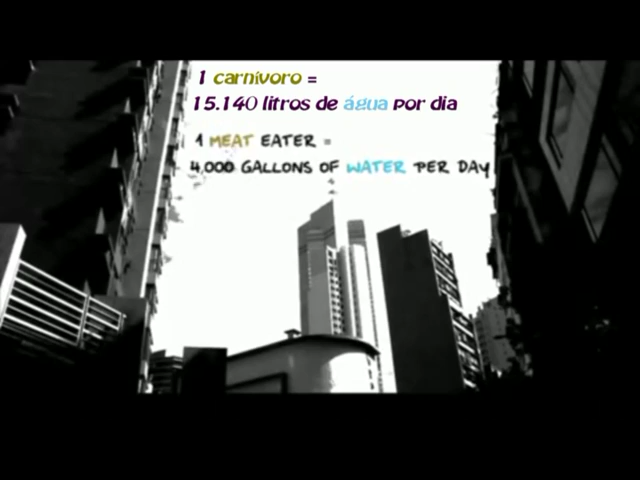 1 carnívoro =
15.140 litros de água por dia
1 MEAT EATER =
4,000 GALLONS OF WATER PER DAY